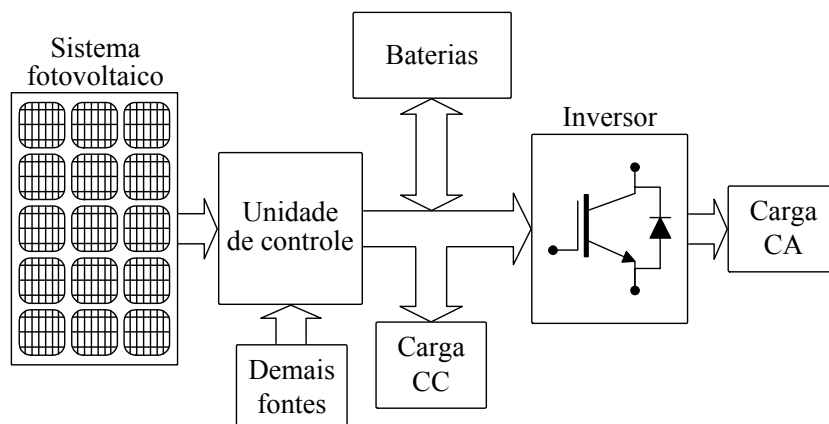 Sistema
fotovoltaico
Baterias
Inversor
Unidade
de controle
Carga
CA
Demais
fontes
Carga
CC